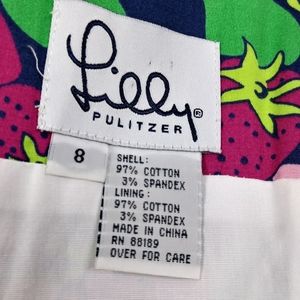 Lilly®
PULITZER
8
SHELL:
97% COTTON
3% SPANDEX
LINING:
97% COTTON
3% SPANDEX
MADE IN CHINA
RN 88189
OVER FOR CARE